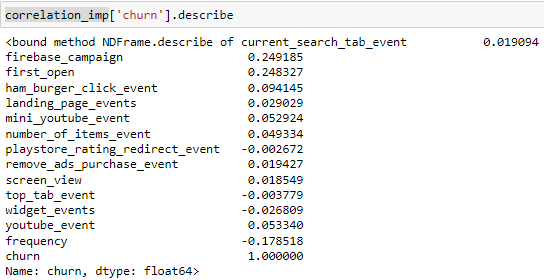 correlation_imp['churn'].describe
<bound method NDFrame.describe of current_search_tab_event 0.019094
firebase_campaign 0.249185
first_open 0.248327
ham_burger_click_event 0.094145
landing_page_events 0.029029
mini_youtube_event 0.052924
number_of_items_event 0.049334
playstore_rating_redirect_event -0.002672
remove_ads_purchase_event 0.019427
screen_view 0.018549
top_tab_event -0.003779
widget_events -0.026809
youtube_event 0.053340
frequency -0.178518
churn 1.000000
Name: churn, dtype: float64>